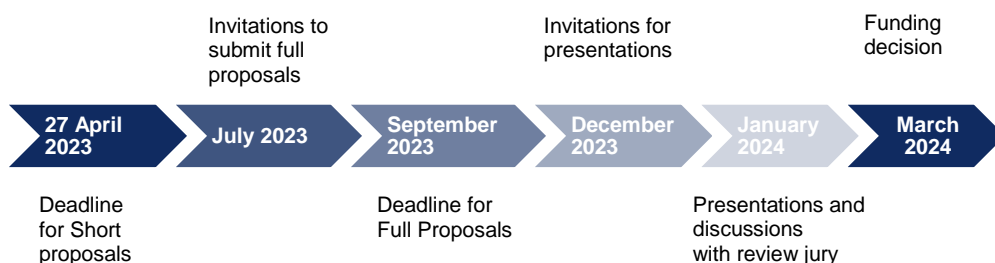 Invitations to
submit full
proposals
Invitations for
presentations
Funding
decision
27 April
2023
July 2023
September
2023
December
2023
January
2024
March
2024
Deadline
for Short
proposals
Deadline for
Full Proposals
Presentations and
discussions
with review jury